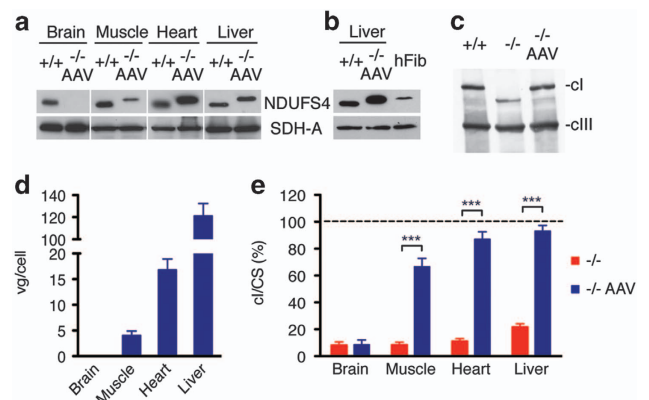 a
Brain Muscle Heart Liver
+/+ -/- AAV +/+ -/- AAV +/+ -/- AAV +/+ -/- AAV
NDUFS4
SDH-A
b
Liver
+/+ -/- AAV hFib
c
+/+ -/- -/- AAV
-cI
-cIII
d
vg/cell
140
120
100
20
15
10
5
0
Brain Muscle Heart Liver
e
cI/CS (%)
120
100
80
60
40
20
0
*** *** ***
Brain Muscle Heart Liver
-/-
-/- AAV